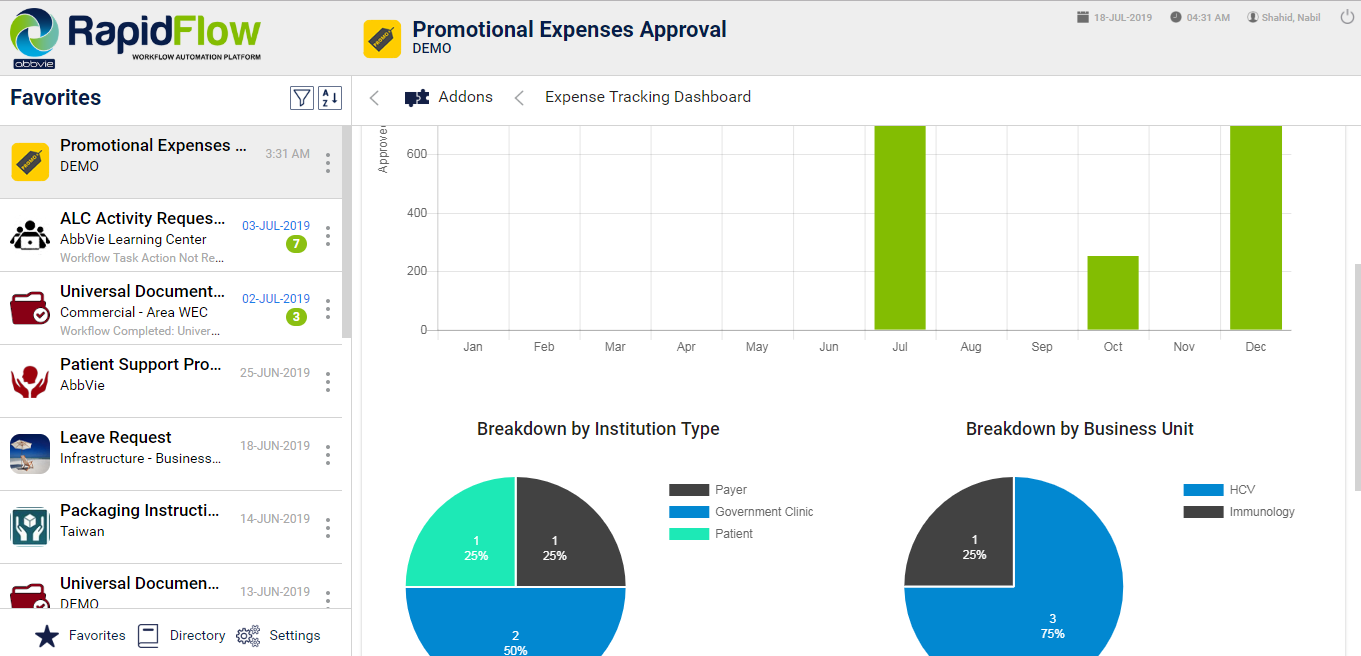 RapidFlow
WORKFLOW AUTOMATION PLATFORM
abbvie
PROMO
Promotional Expenses Approval
DEMO
18-JUL-2019
04:31 AM
Shahid, Nabil
Favorites
A
Z
Addons
Expense Tracking Dashboard
PROMO
Promotional Expenses ...
3:31 AM
DEMO
ALC Activity Reques...
03-JUL-2019
AbbVie Learning Center
7
Workflow Task Action Not Re...
Universal Document...
02-JUL-2019
Commercial - Area WEC
3
Workflow Completed: Univer...
Patient Support Pro...
25-JUN-2019
AbbVie
Leave Request
18-JUN-2019
Infrastructure - Business...
Packaging Instructi...
14-JUN-2019
Taiwan
Universal Documen...
13-JUN-2019
DEMO
Favorites
Directory
Settings
Approved
600
400
200
0
Jan
Feb
Mar
Apr
May
Jun
Jul
Aug
Sep
Oct
Nov
Dec
Breakdown by Institution Type
1
25%
1
25%
2
50%
Payer
Government Clinic
Patient
Breakdown by Business Unit
1
25%
3
75%
HCV
Immunology